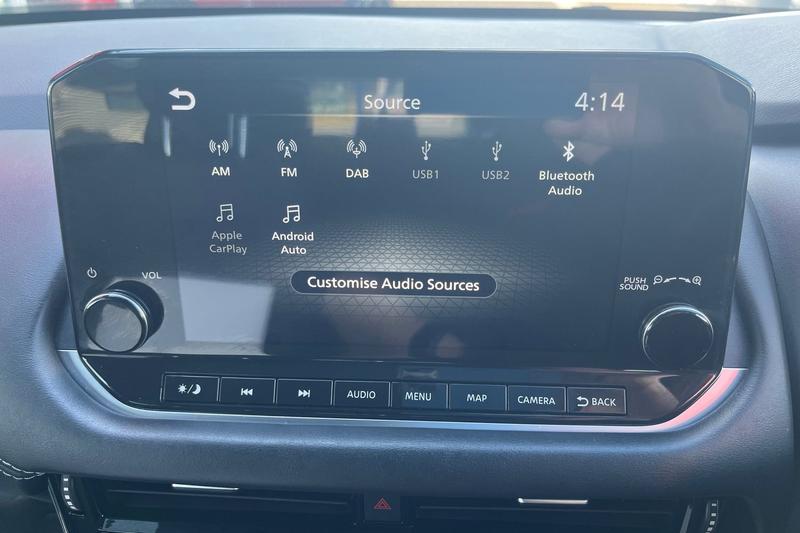 Source
4:14
AM
FM
DAB
USB1
USB2
Bluetooth
Audio
Apple
CarPlay
Android
Auto
Customise Audio Sources
VOL
PUSH
SOUND
AUDIO
MENU
MAP
CAMERA
BACK